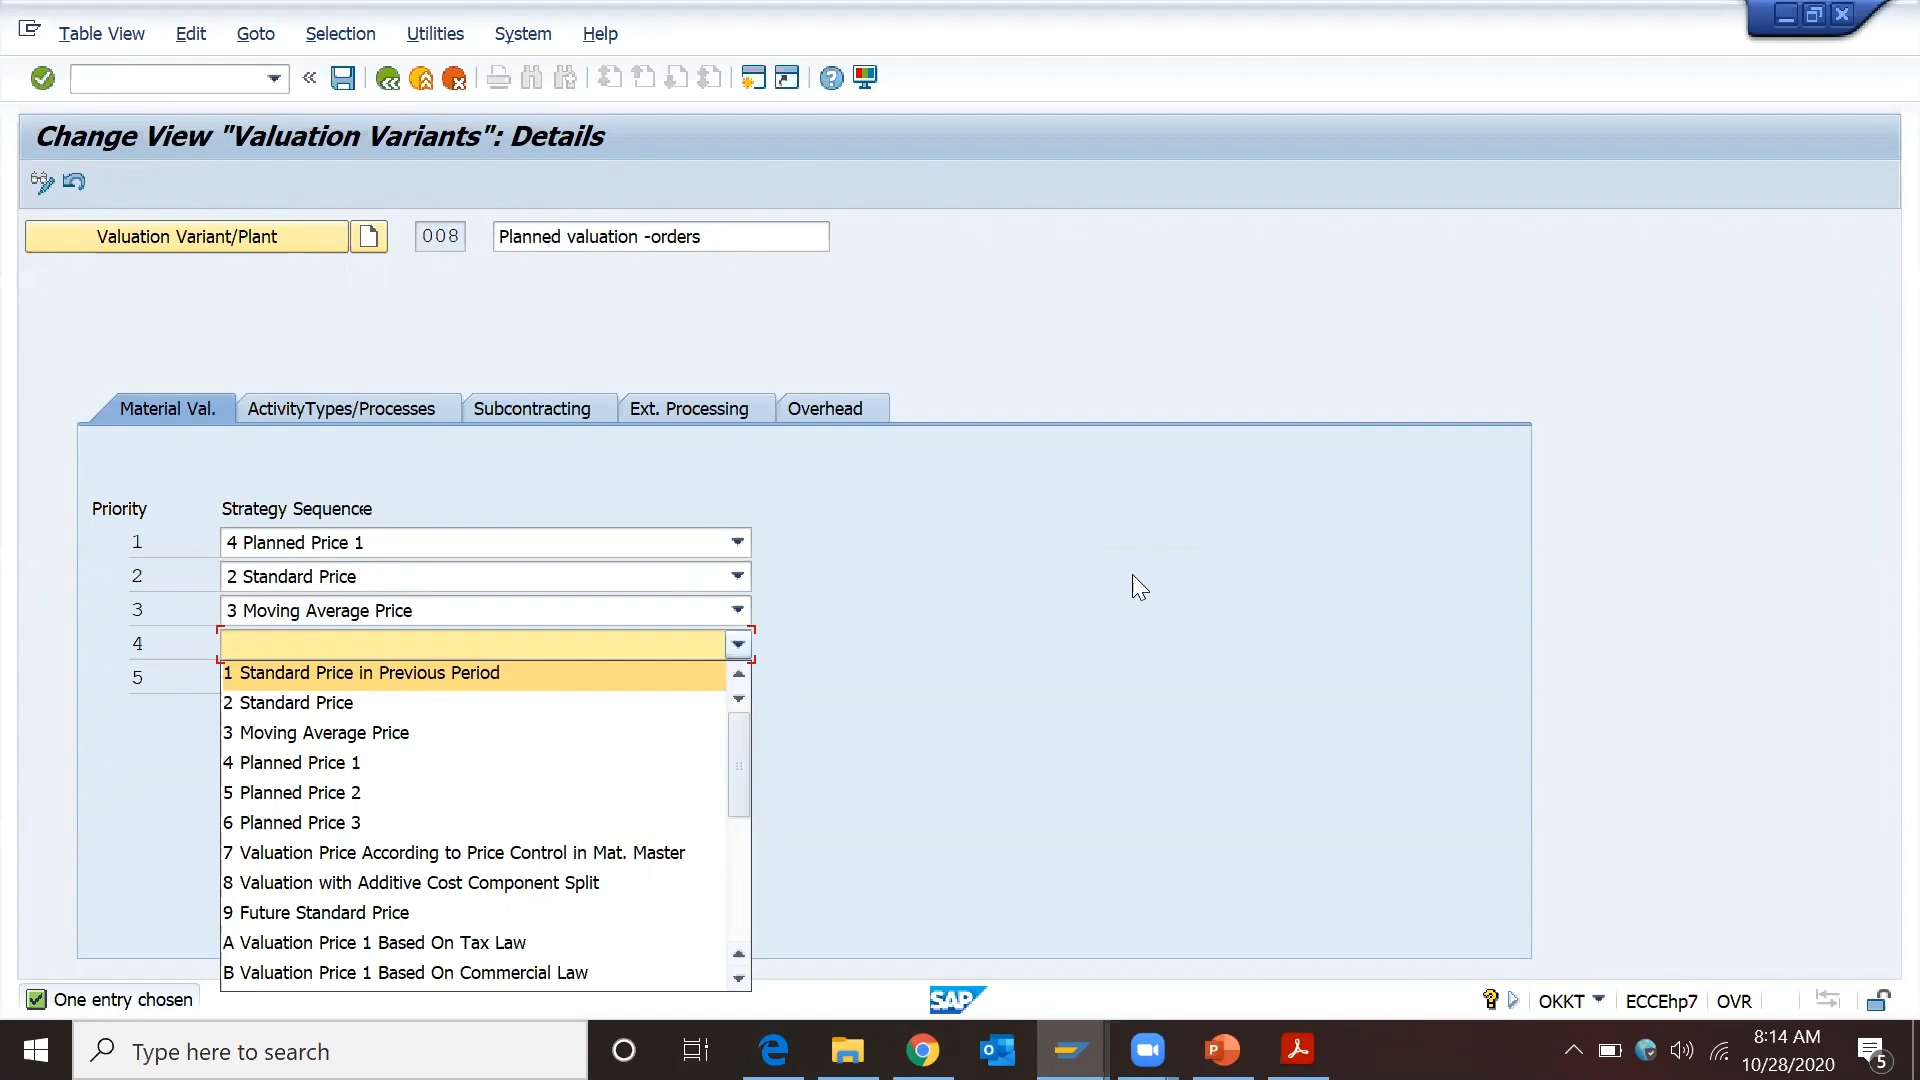 Table View Edit Goto Selection Utilities System Help
Change View "Valuation Variants": Details
Valuation Variant/Plant 008 Planned valuation -orders
Material Val. ActivityTypes/Processes Subcontracting Ext. Processing Overhead
Priority Strategy Sequence
1 4 Planned Price 1
2 2 Standard Price
3 3 Moving Average Price
4
5
1 Standard Price in Previous Period
2 Standard Price
3 Moving Average Price
4 Planned Price 1
5 Planned Price 2
6 Planned Price 3
7 Valuation Price According to Price Control in Mat. Master
8 Valuation with Additive Cost Component Split
9 Future Standard Price
A Valuation Price 1 Based On Tax Law
B Valuation Price 1 Based On Commercial Law
One entry chosen SAP OKKT ECCEhp7 OVR
Type here to search
8:14 AM
10/28/2020
5